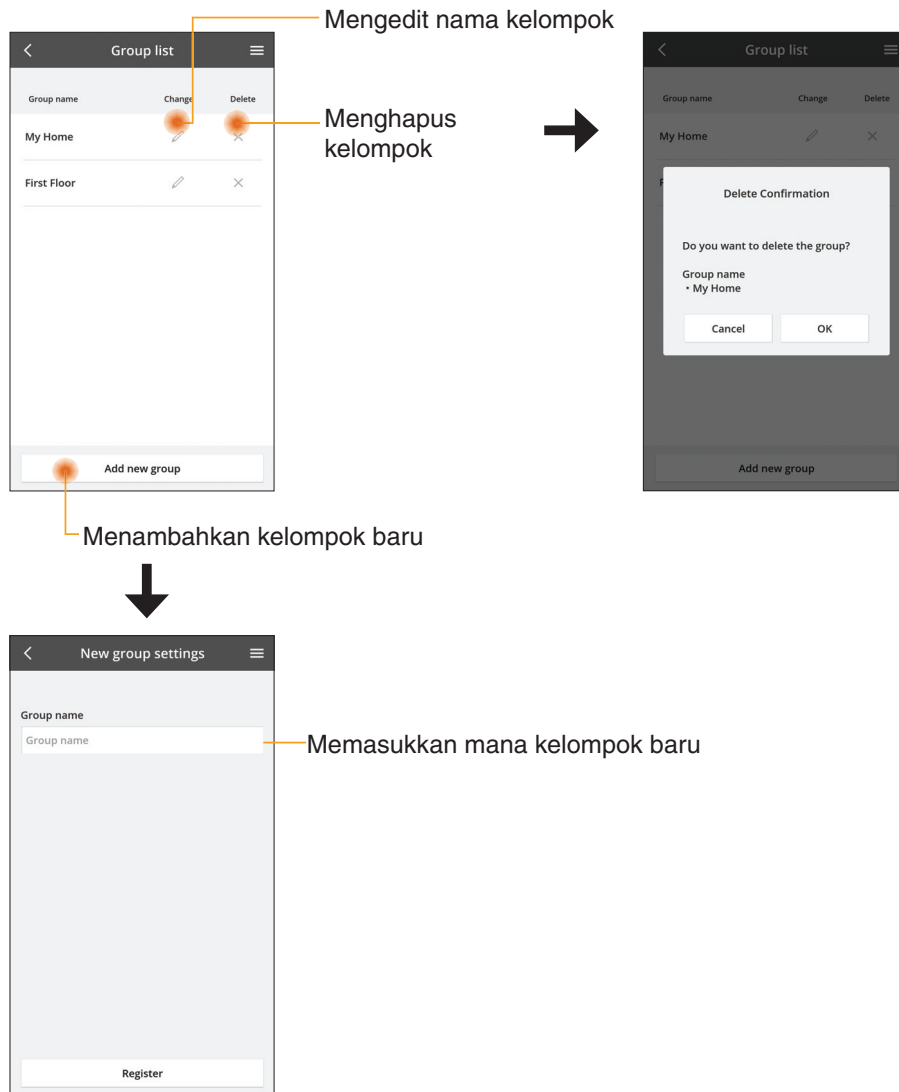 Mengedit nama kelompok
Group list
Group name Change Delete
My Home
First Floor
Add new group
Menghapus
kelompok
Group list
Group name Change Delete
My Home
F
Delete Confirmation
Do you want to delete the group?
Group name
• My Home
Cancel OK
Add new group
Menambahkan kelompok baru
New group settings
Group name
Group name
Memasukkan mana kelompok baru
Register